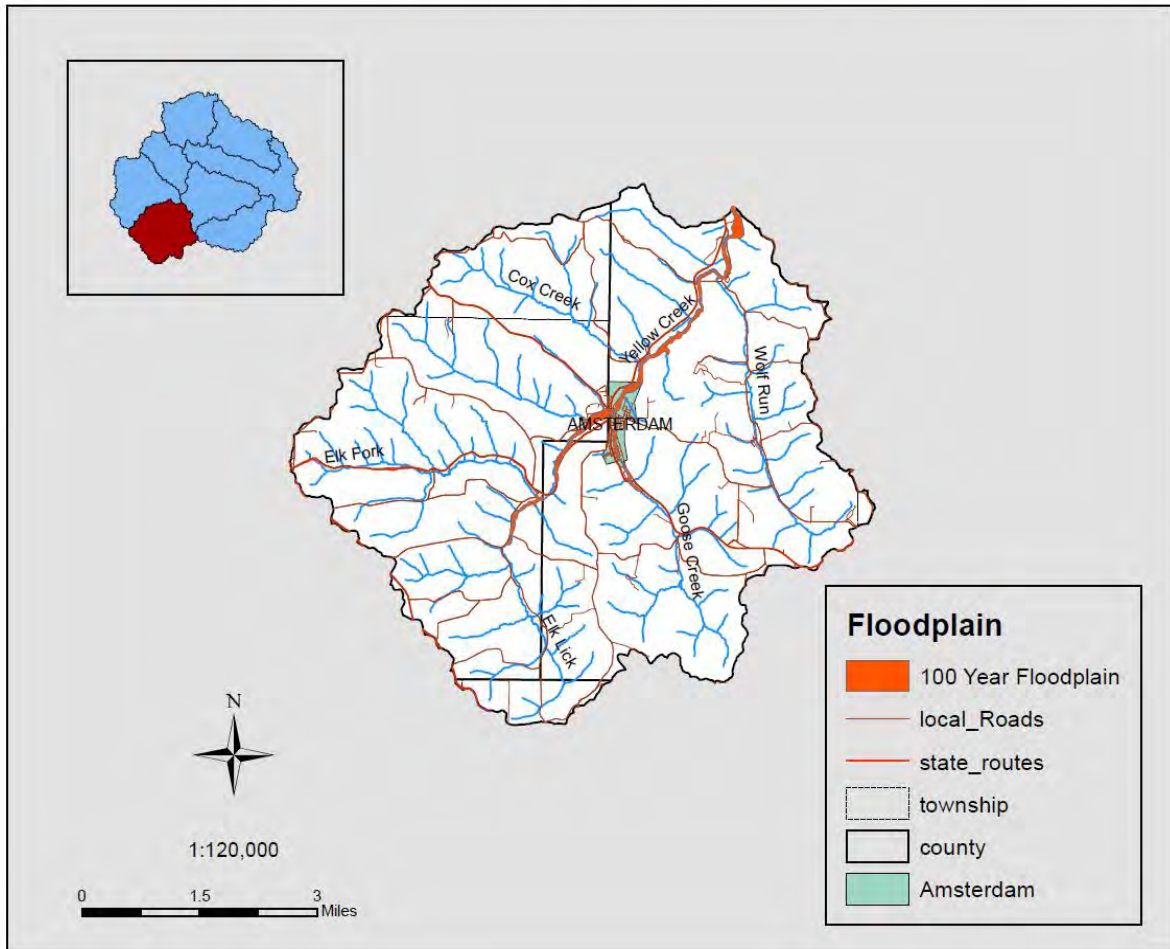 Cox Creek
Yellow Creek
Wolf Run
AMSTERDAM
Elk Fork
Goose Creek
Elk Lick
N
1:120,000
0 1.5 3
Miles
Floodplain
100 Year Floodplain
local_Roads
state_routes
township
county
Amsterdam